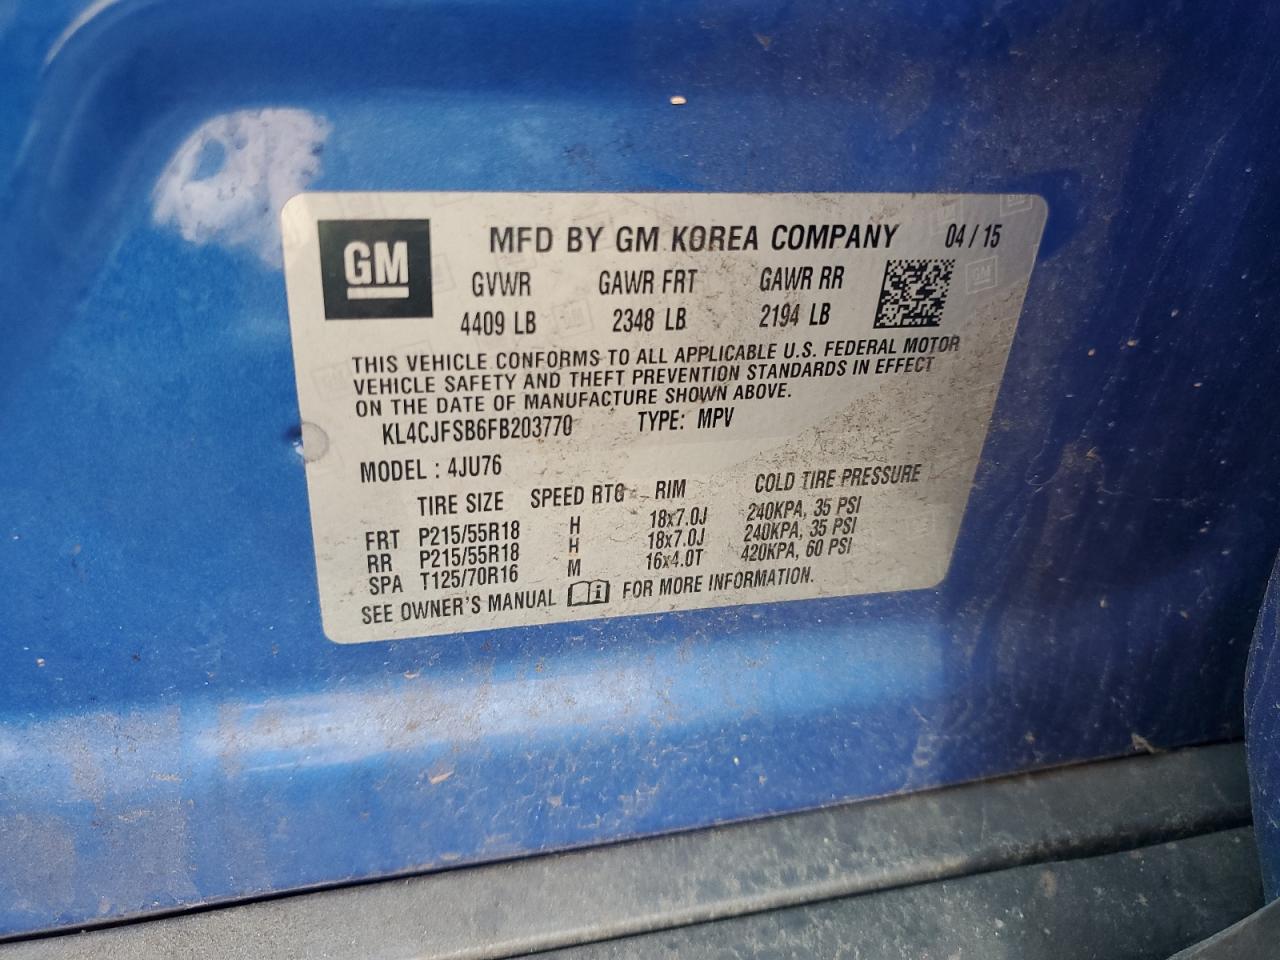 GM
MFD BY GM KOREA COMPANY 04 / 15
GVWR GAWR FRT GAWR RR
4409 LB 2348 LB 2194 LB
THIS VEHICLE CONFORMS TO ALL APPLICABLE U.S. FEDERAL MOTOR
VEHICLE SAFETY AND THEFT PREVENTION STANDARDS IN EFFECT
ON THE DATE OF MANUFACTURE SHOWN ABOVE.
KL4CJFSB6FB203770 TYPE: MPV
MODEL : 4JU76
TIRE SIZE SPEED RTG RIM COLD TIRE PRESSURE
FRT P215/55R18 H 18x7.0J 240KPA, 35 PSI
RR P215/55R18 H 18x7.0J 240KPA, 35 PSI
SPA T125/70R16 M 16x4.0T 420KPA, 60 PSI
SEE OWNER'S MANUAL FOR MORE INFORMATION.